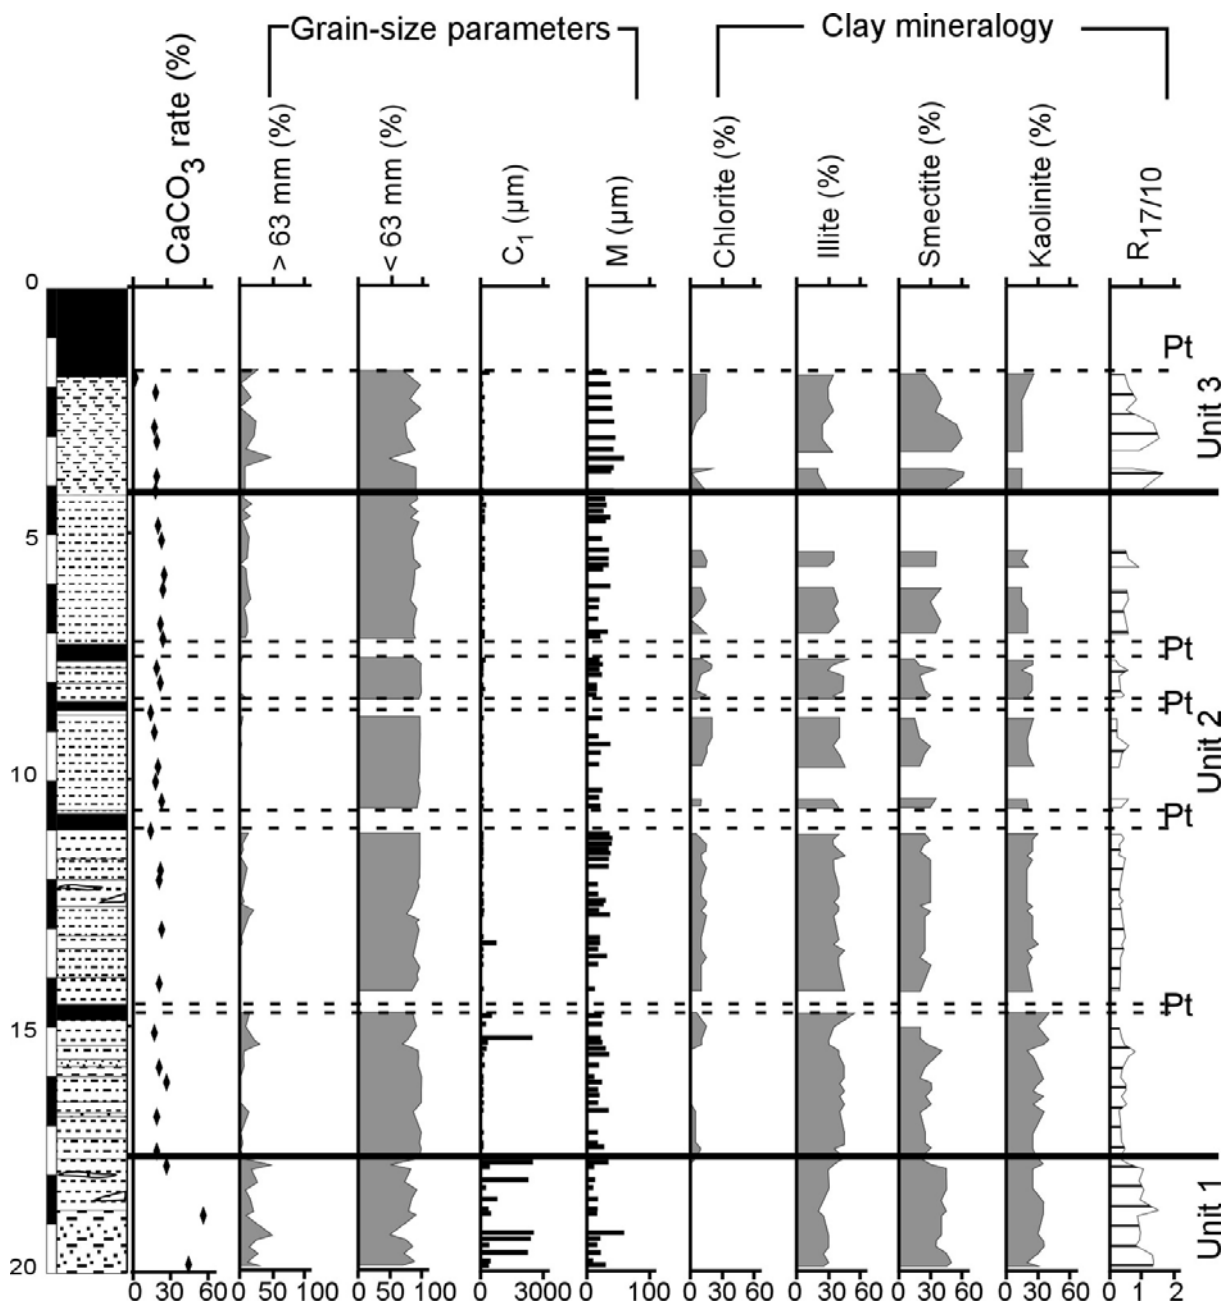 Grain-size parameters
Clay mineralogy
CaCO3 rate (%)
> 63 mm (%)
< 63 mm (%)
C1 (µm)
M (µm)
Chlorite (%)
Illite (%)
Smectite (%)
Kaolinite (%)
R17/10
0
Pt
Unit 3
5
Pt
Pt
Unit 2
10
Pt
Pt
15
Unit 1
20
0 30 60 0 50 100 0 50 100 0 3000 0 100 0 30 60 0 30 60 0 30 60 0 30 60 0 1 2